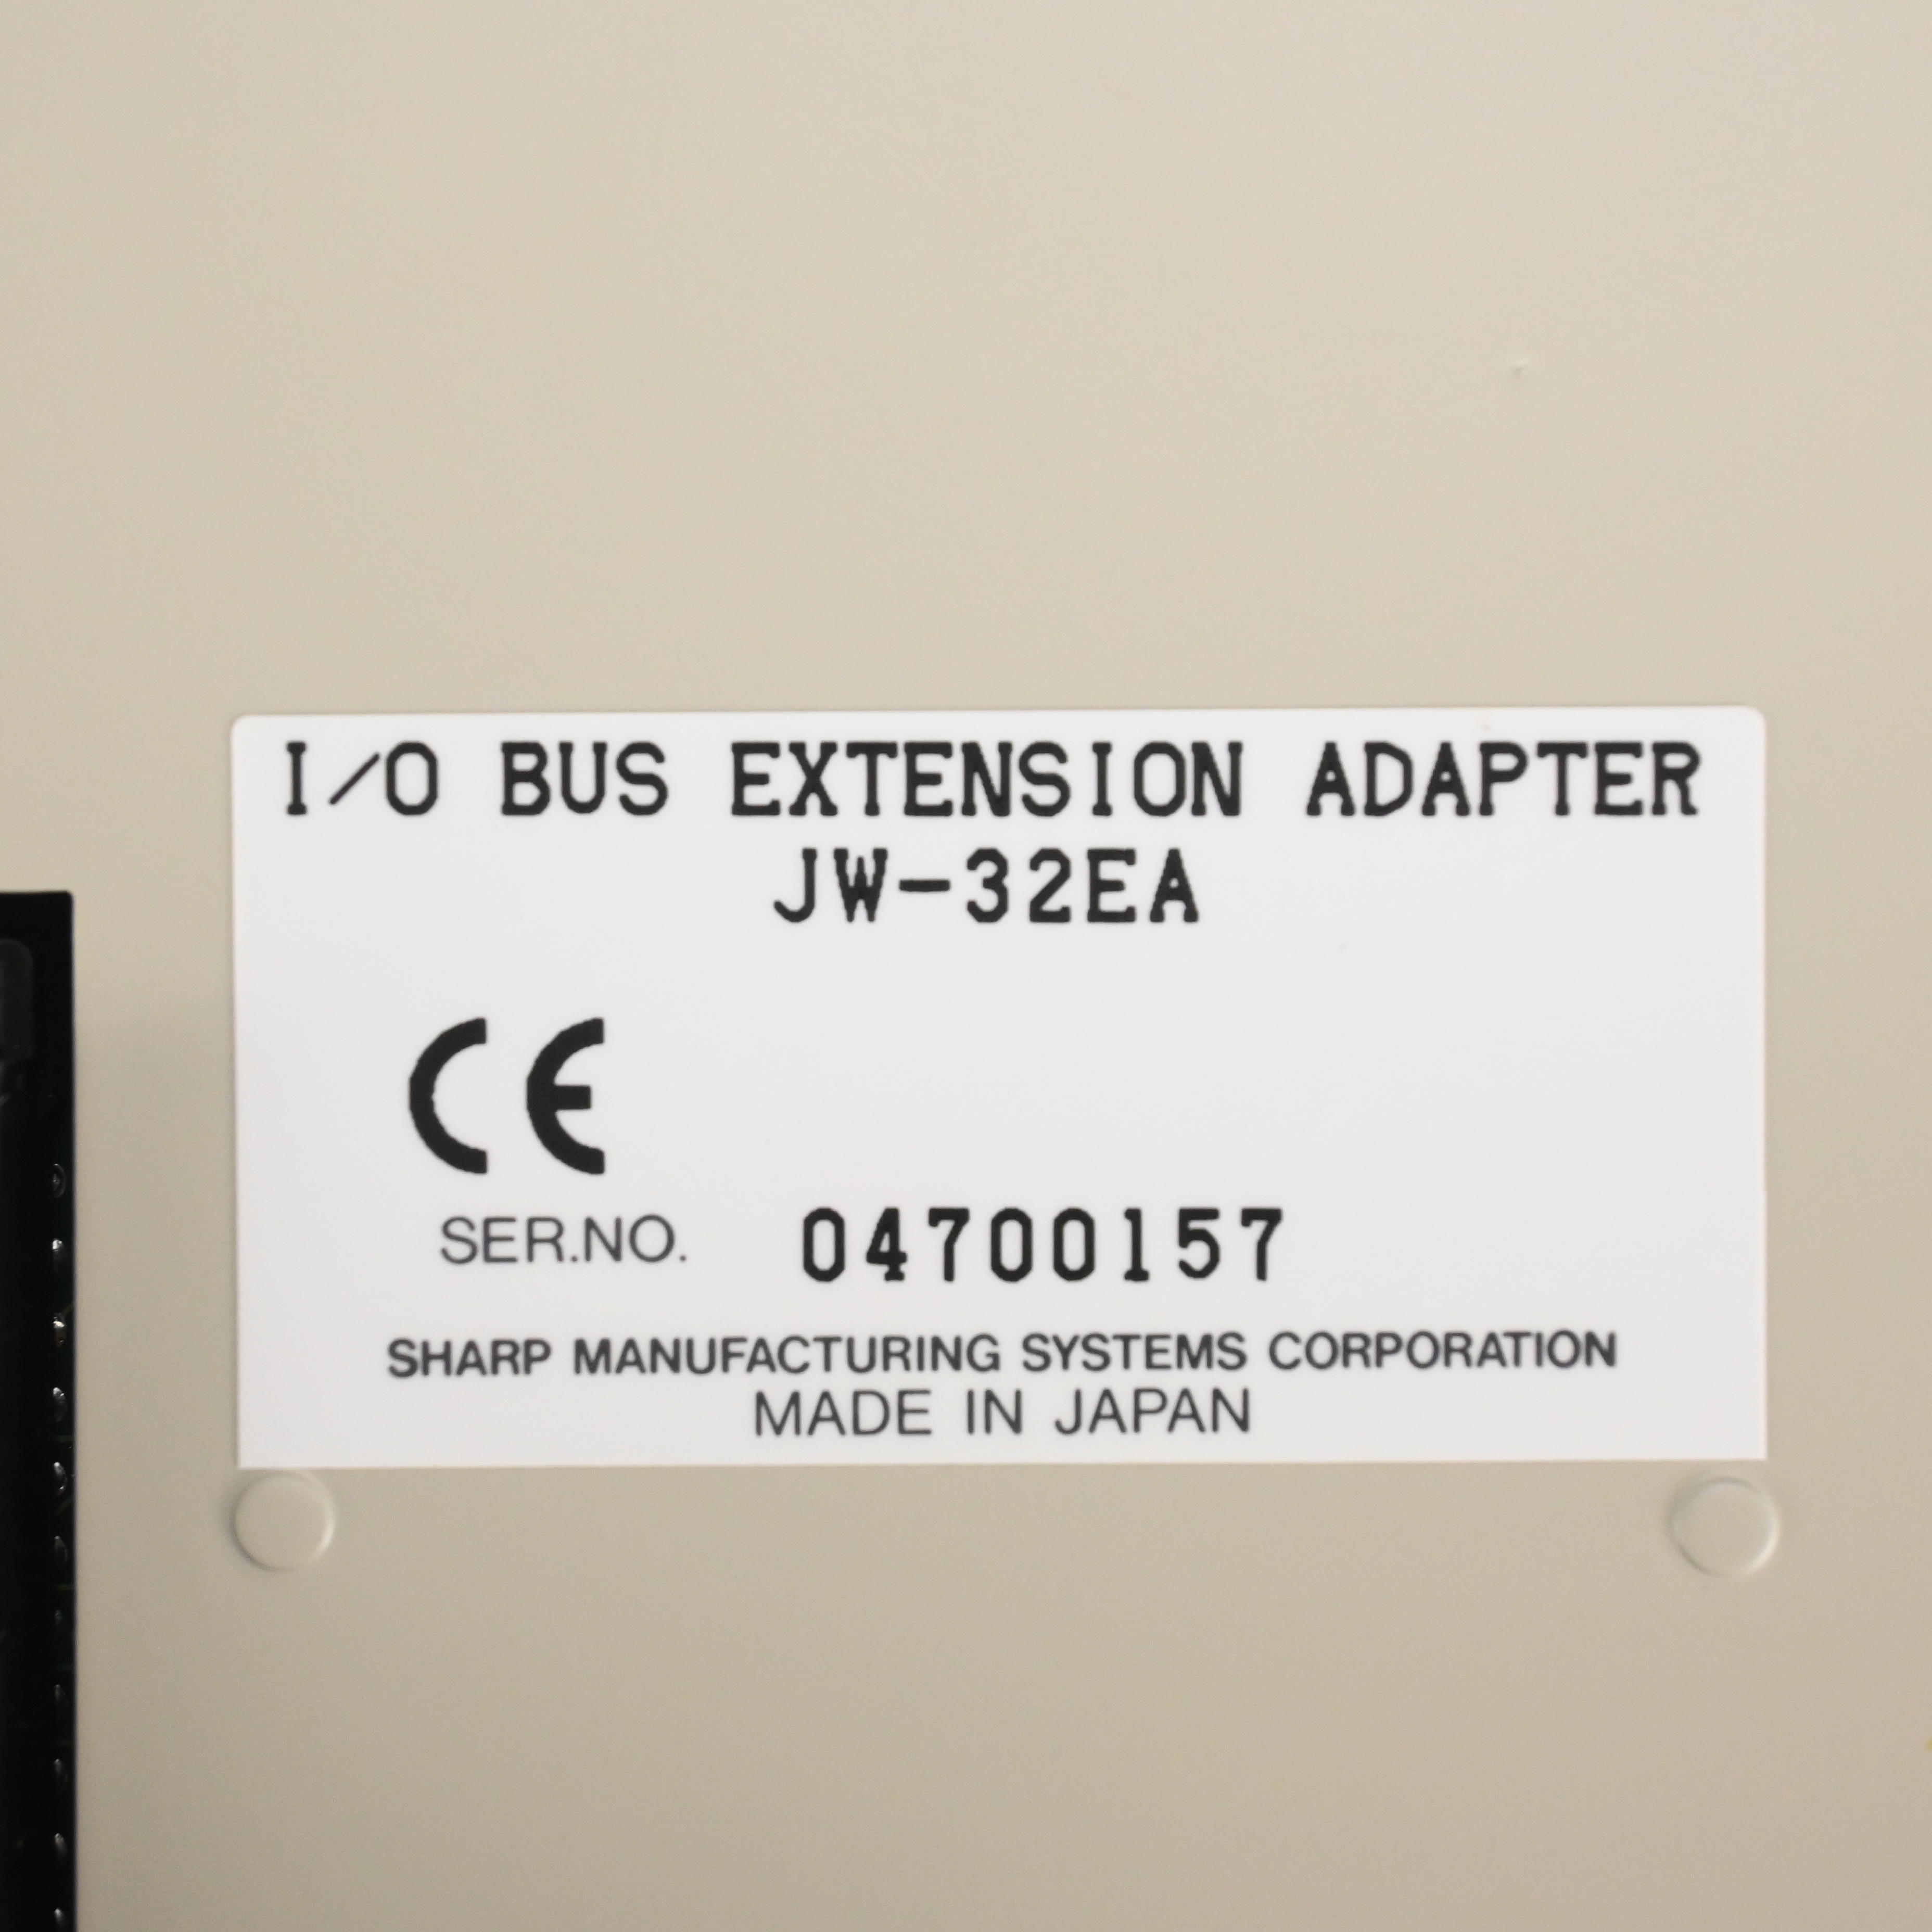 I/O BUS EXTENSION ADAPTER
JW-32EA
CE
SER.NO. 04700157
SHARP MANUFACTURING SYSTEMS CORPORATION
MADE IN JAPAN